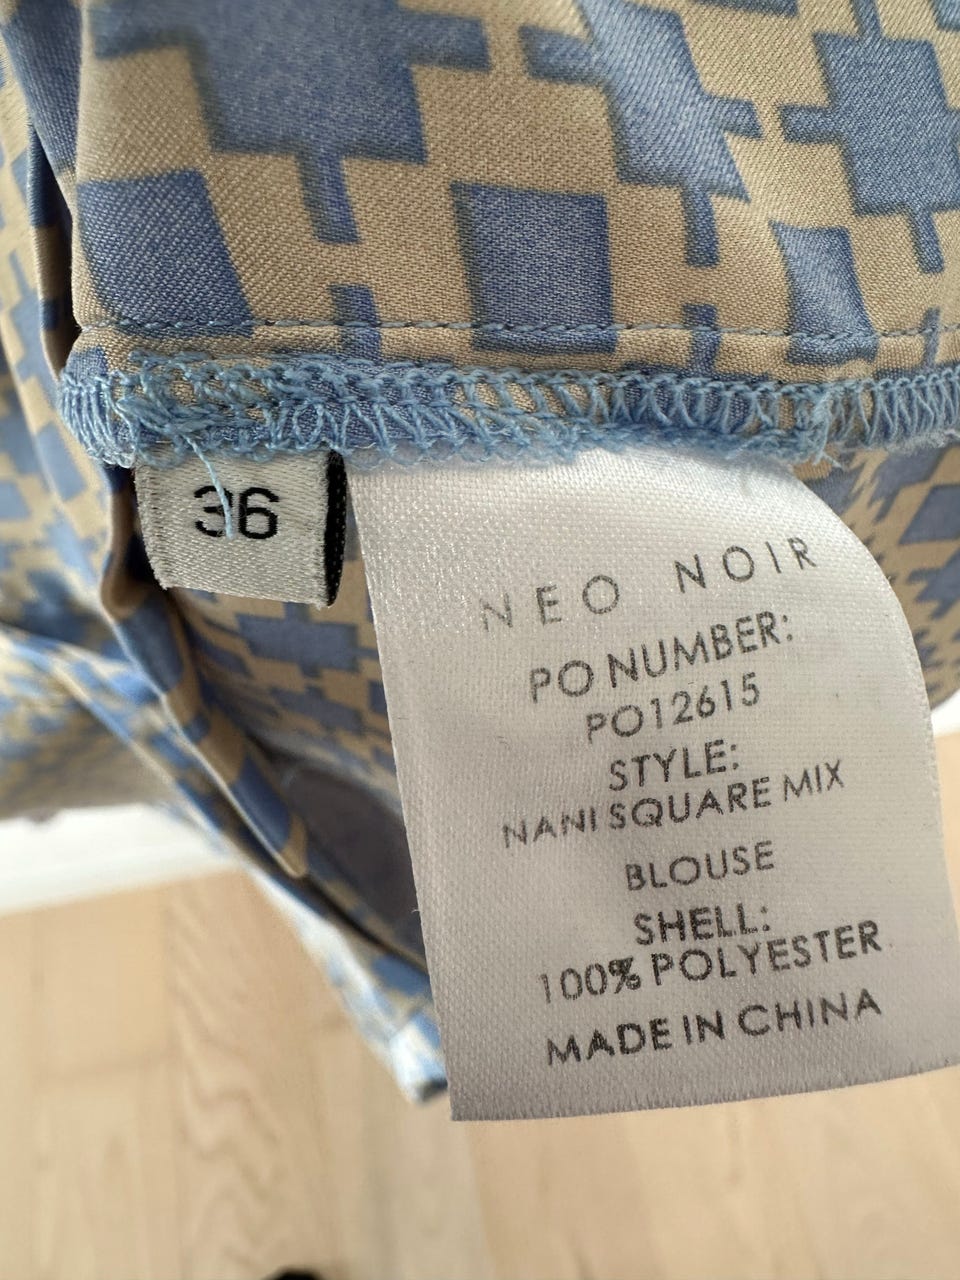 36
NEO NOIR
PO NUMBER:
PO12615
STYLE:
NANI SQUARE MIX
BLOUSE
SHELL:
100% POLYESTER
MADE IN CHINA